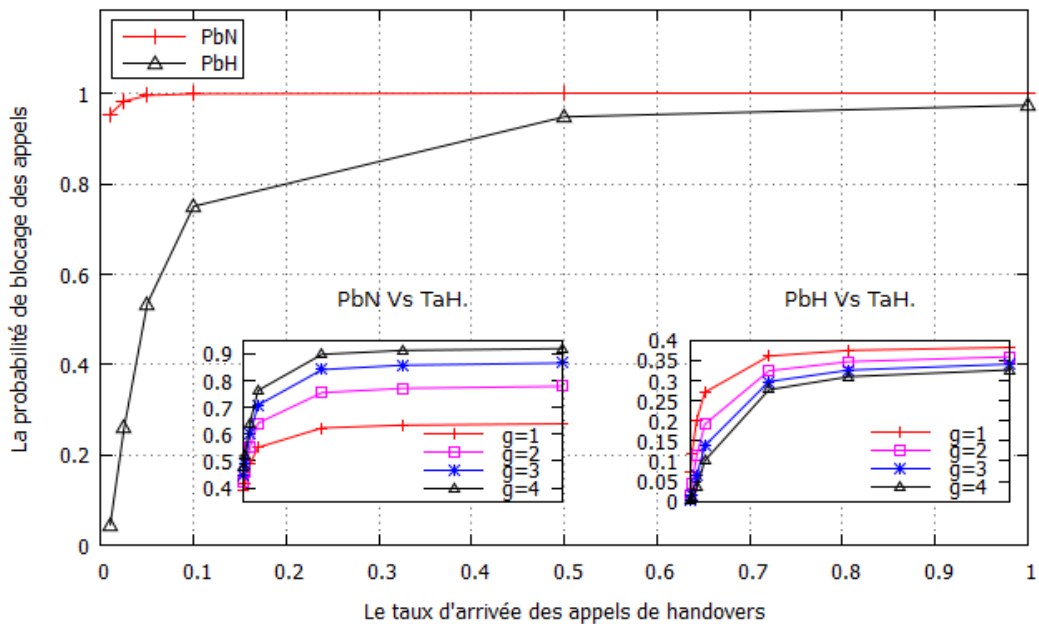 PbN
PbH
La probabilité de blocage des appels
1
0.8
0.6
0.4
0.2
0
PbN Vs TaH.
0.9
0.8
0.7
0.6
0.5
0.4
g=1
g=2
g=3
g=4
PbH Vs TaH.
0.4
0.35
0.3
0.25
0.2
0.15
0.1
0.05
0
g=1
g=2
g=3
g=4
0 0.1 0.2 0.3 0.4 0.5 0.6 0.7 0.8 0.9 1
Le taux d'arrivée des appels de handovers